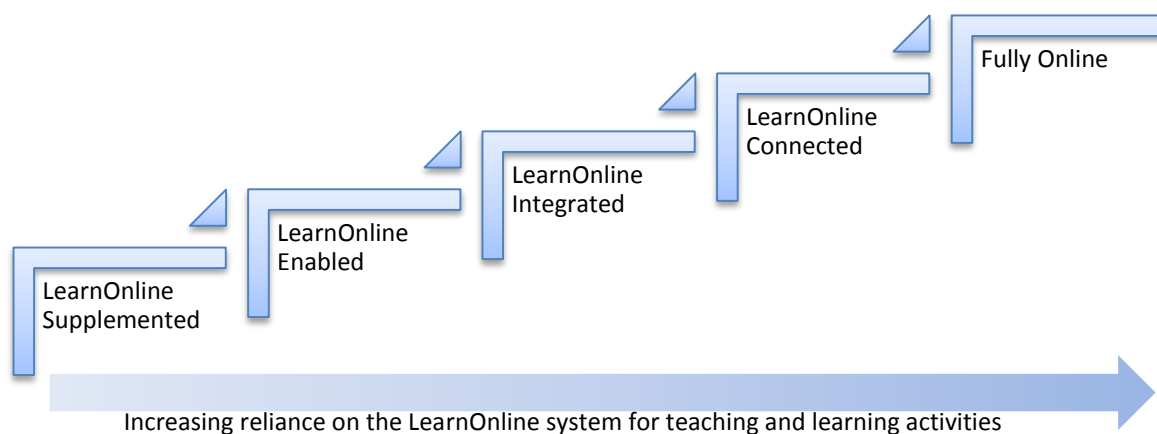 LearnOnline
Supplemented
LearnOnline
Enabled
LearnOnline
Integrated
LearnOnline
Connected
Fully Online
Increasing reliance on the LearnOnline system for teaching and learning activities